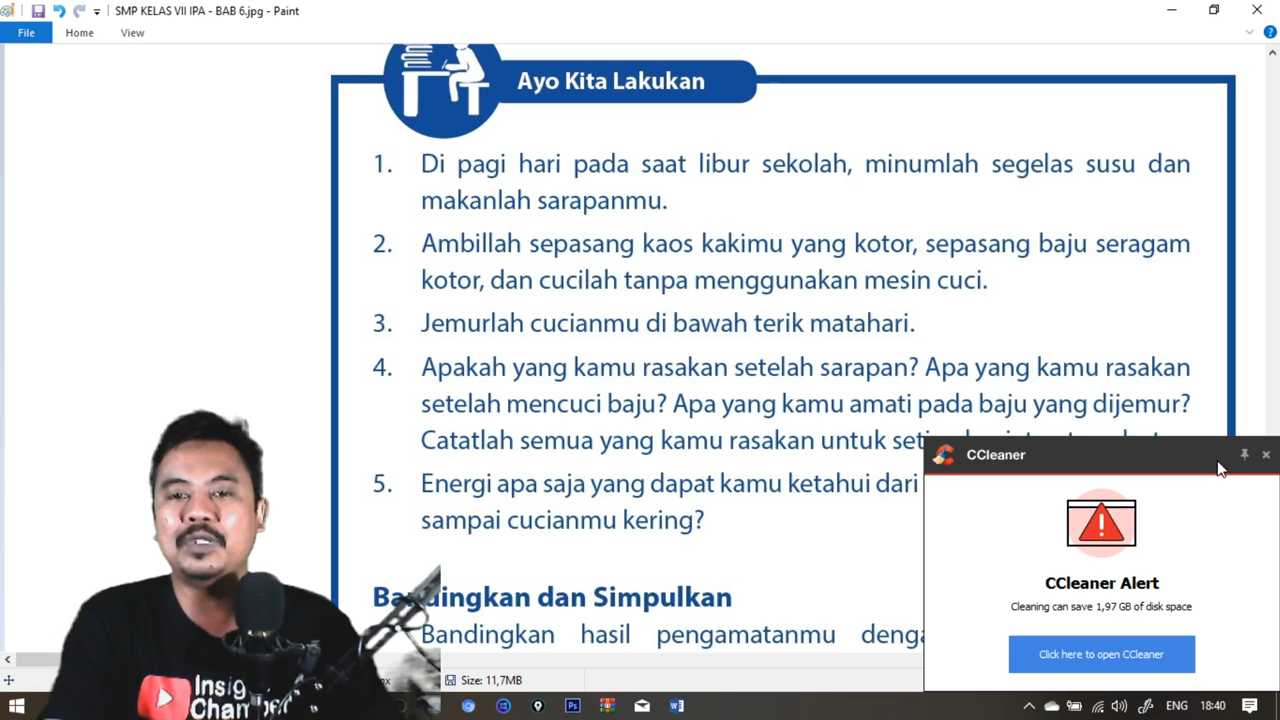 SMP KELAS VII IPA - BAB 6.jpg - Paint
File Home View
Ayo Kita Lakukan
1. Di pagi hari pada saat libur sekolah, minumlah segelas susu dan
makanlah sarapanmu.
2. Ambillah sepasang kaos kakimu yang kotor, sepasang baju seragam
kotor, dan cucilah tanpa menggunakan mesin cuci.
3. Jemurlah cucianmu di bawah terik matahari.
4. Apakah yang kamu rasakan setelah sarapan? Apa yang kamu rasakan
setelah mencuci baju? Apa yang kamu amati pada baju yang dijemur?
Catatlah semua yang kamu rasakan untuk
5. Energi apa saja yang dapat kamu ketahui dari
sampai cucianmu kering?
Bandingkan dan Simpulkan
Bandingkan hasil pengamatanmu
CCleaner
CCleaner Alert
Cleaning can save 1,97 GB of disk space
Click here to open CCleaner
Size: 11,7MB
ENG 18:40